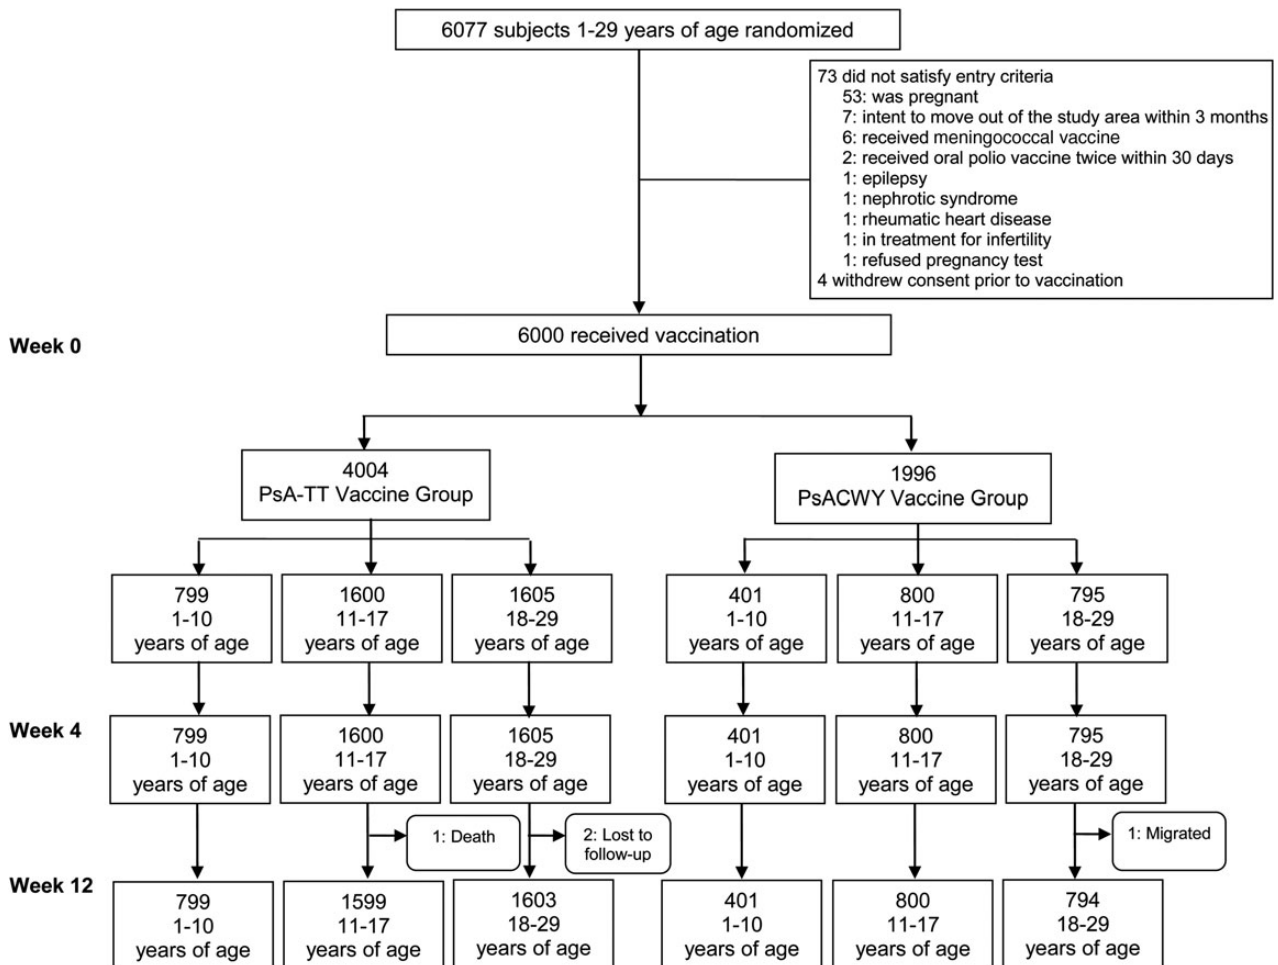 6077 subjects 1-29 years of age randomized
73 did not satisfy entry criteria
53: was pregnant
7: intent to move out of the study area within 3 months
6: received meningococcal vaccine
2: received oral polio vaccine twice within 30 days
1: epilepsy
1: nephrotic syndrome
1: rheumatic heart disease
1: in treatment for infertility
1: refused pregnancy test
4 withdrew consent prior to vaccination
Week 0
6000 received vaccination
4004
PsA-TT Vaccine Group
1996
PsACWY Vaccine Group
799
1-10
years of age
1600
11-17
years of age
1605
18-29
years of age
401
1-10
years of age
800
11-17
years of age
795
18-29
years of age
Week 4
799
1-10
years of age
1600
11-17
years of age
1605
18-29
years of age
401
1-10
years of age
800
11-17
years of age
795
18-29
years of age
1: Death
2: Lost to
follow-up
1: Migrated
Week 12
799
1-10
years of age
1599
11-17
years of age
1603
18-29
years of age
401
1-10
years of age
800
11-17
years of age
794
18-29
years of age